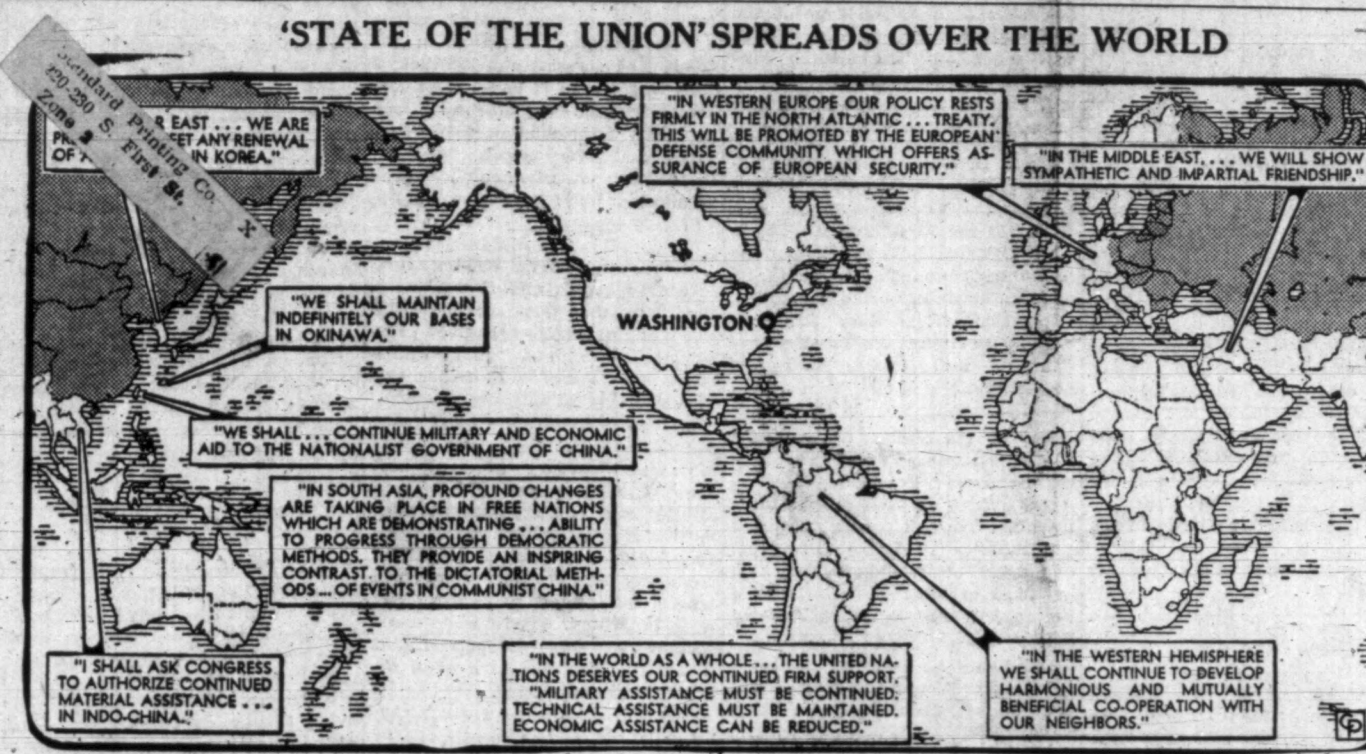 'STATE OF THE UNION' SPREADS OVER THE WORLD
Standard Printing Co.
220-230 S. First St.
Zone 2
X
R EAST ... WE ARE
EET ANY RENEWAL
OF IN KOREA."
"IN WESTERN EUROPE OUR POLICY RESTS
FIRMLY IN THE NORTH ATLANTIC ... TREATY.
THIS WILL BE PROMOTED BY THE EUROPEAN
DEFENSE COMMUNITY WHICH OFFERS AS-
SURANCE OF EUROPEAN SECURITY."
"IN THE MIDDLE EAST, ... WE WILL SHOW
SYMPATHETIC AND IMPARTIAL FRIENDSHIP."
"WE SHALL MAINTAIN
INDEFINITELY OUR BASES
IN OKINAWA."
WASHINGTON
"WE SHALL ... CONTINUE MILITARY AND ECONOMIC
AID TO THE NATIONALIST GOVERNMENT OF CHINA."
"IN SOUTH ASIA, PROFOUND CHANGES
ARE TAKING PLACE IN FREE NATIONS
WHICH ARE DEMONSTRATING ... ABILITY
TO PROGRESS THROUGH DEMOCRATIC
METHODS. THEY PROVIDE AN INSPIRING
CONTRAST TO THE DICTATORIAL METH-
ODS ... OF EVENTS IN COMMUNIST CHINA."
"I SHALL ASK CONGRESS
TO AUTHORIZE CONTINUED
MATERIAL ASSISTANCE ...
IN INDO-CHINA."
"IN THE WORLD AS A WHOLE ... THE UNITED NA-
TIONS DESERVES OUR CONTINUED FIRM SUPPORT.
"MILITARY ASSISTANCE MUST BE CONTINUED.
TECHNICAL ASSISTANCE MUST BE MAINTAINED.
ECONOMIC ASSISTANCE CAN BE REDUCED."
"IN THE WESTERN HEMISPHERE
WE SHALL CONTINUE TO DEVELOP
HARMONIOUS AND MUTUALLY
BENEFICIAL CO-OPERATION WITH
OUR NEIGHBORS."
CP